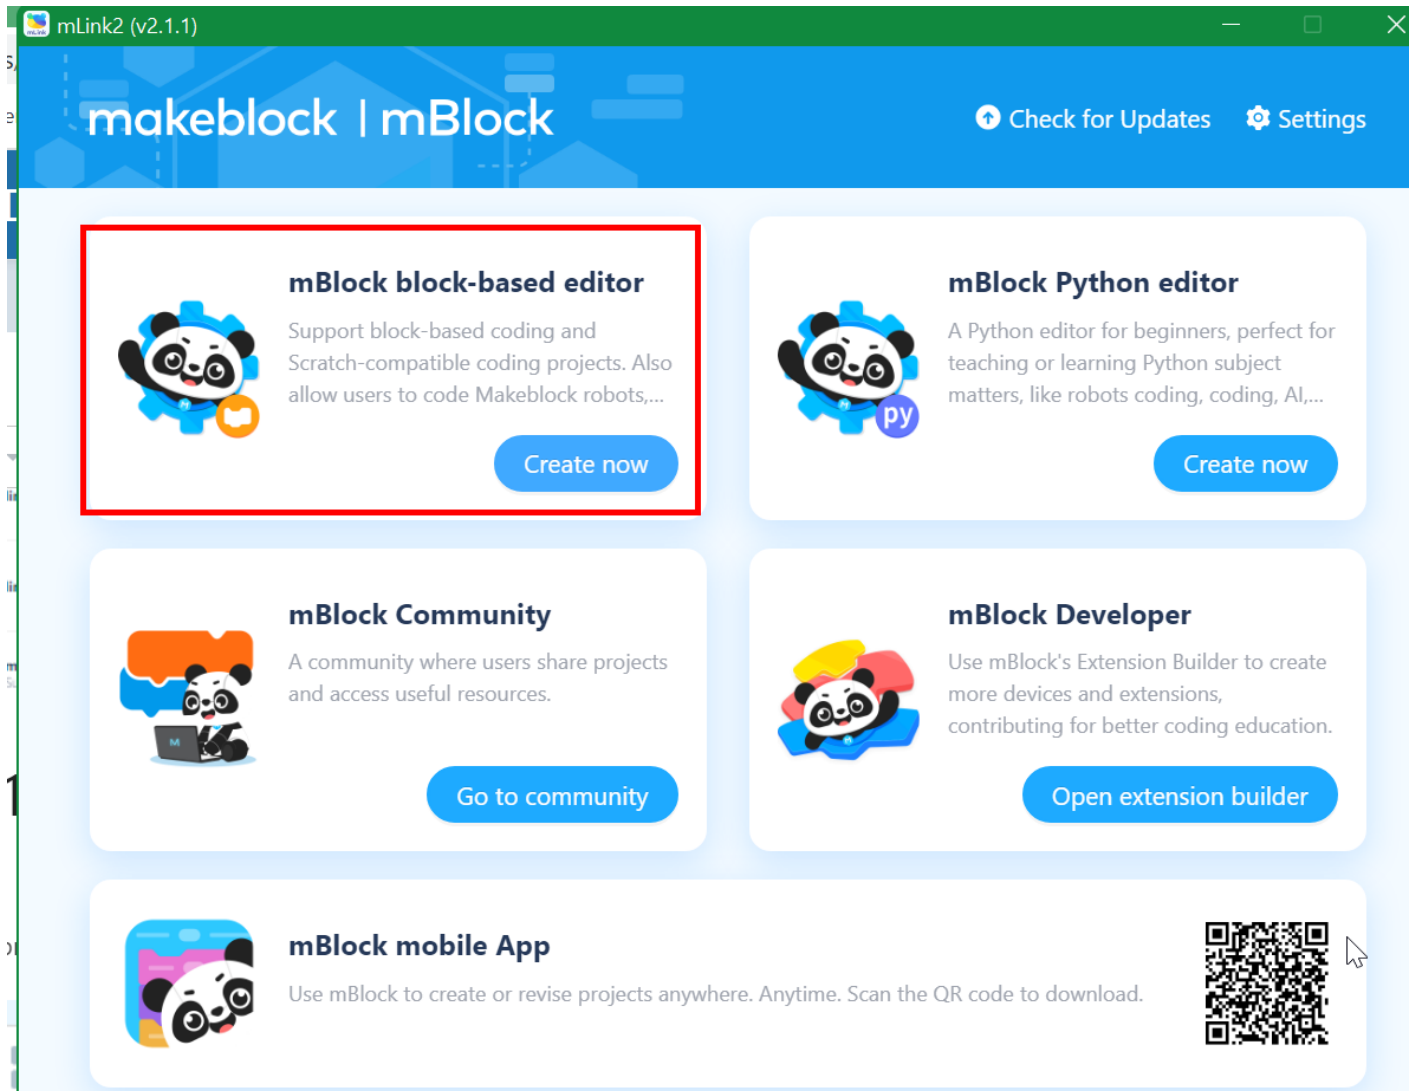 mLink2 (v2.1.1)
makeblock | mBlock
Check for Updates
Settings
mBlock block-based editor
Support block-based coding and
Scratch-compatible coding projects. Also
allow users to code Makeblock robots,...
Create now
mBlock Python editor
A Python editor for beginners, perfect for
teaching or learning Python subject
matters, like robots coding, coding, AI,...
py
Create now
mBlock Community
A community where users share projects
and access useful resources.
Go to community
mBlock Developer
Use mBlock's Extension Builder to create
more devices and extensions,
contributing for better coding education.
Open extension builder
mBlock mobile App
Use mBlock to create or revise projects anywhere. Anytime. Scan the QR code to download.